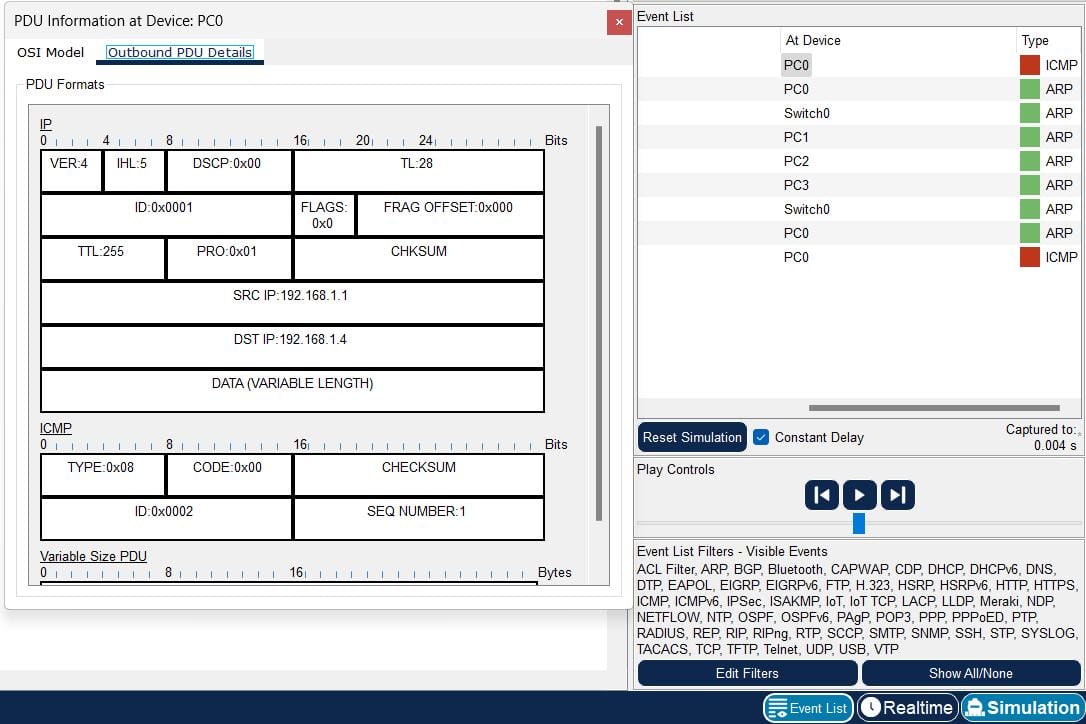 PDU Information at Device: PC0
×
OSI Model
Outbound PDU Details
PDU Formats
IP
0 4 8 16 20 24 Bits
VER:4 IHL:5 DSCP:0x00 TL:28
ID:0x0001 FLAGS: 0x0 FRAG OFFSET:0x000
TTL:255 PRO:0x01 CHKSUM
SRC IP:192.168.1.1
DST IP:192.168.1.4
DATA (VARIABLE LENGTH)
ICMP
0 8 16 Bits
TYPE:0x08 CODE:0x00 CHECKSUM
ID:0x0002 SEQ NUMBER:1
Variable Size PDU
0 8 16 Bytes
Event List
At Device Type
PC0 ICMP
PC0 ARP
Switch0 ARP
PC1 ARP
PC2 ARP
PC3 ARP
Switch0 ARP
PC0 ARP
PC0 ICMP
Reset Simulation Constant Delay Captured to:*
0.004 s
Play Controls
Event List Filters - Visible Events
ACL Filter, ARP, BGP, Bluetooth, CAPWAP, CDP, DHCP, DHCPv6, DNS,
DTP, EAPOL, EIGRP, EIGRPv6, FTP, H.323, HSRP, HSRPv6, HTTP, HTTPS,
ICMP, ICMPv6, IPSec, ISAKMP, IoT, IoT TCP, LACP, LLDP, Meraki, NDP,
NETFLOW, NTP, OSPF, OSPFv6, PAgP, POP3, PPP, PPPoED, PTP,
RADIUS, REP, RIP, RIPng, RTP, SCCP, SMTP, SNMP, SSH, STP, SYSLOG,
TACACS, TCP, TFTP, Telnet, UDP, USB, VTP
Edit Filters Show All/None
Event List Realtime Simulation